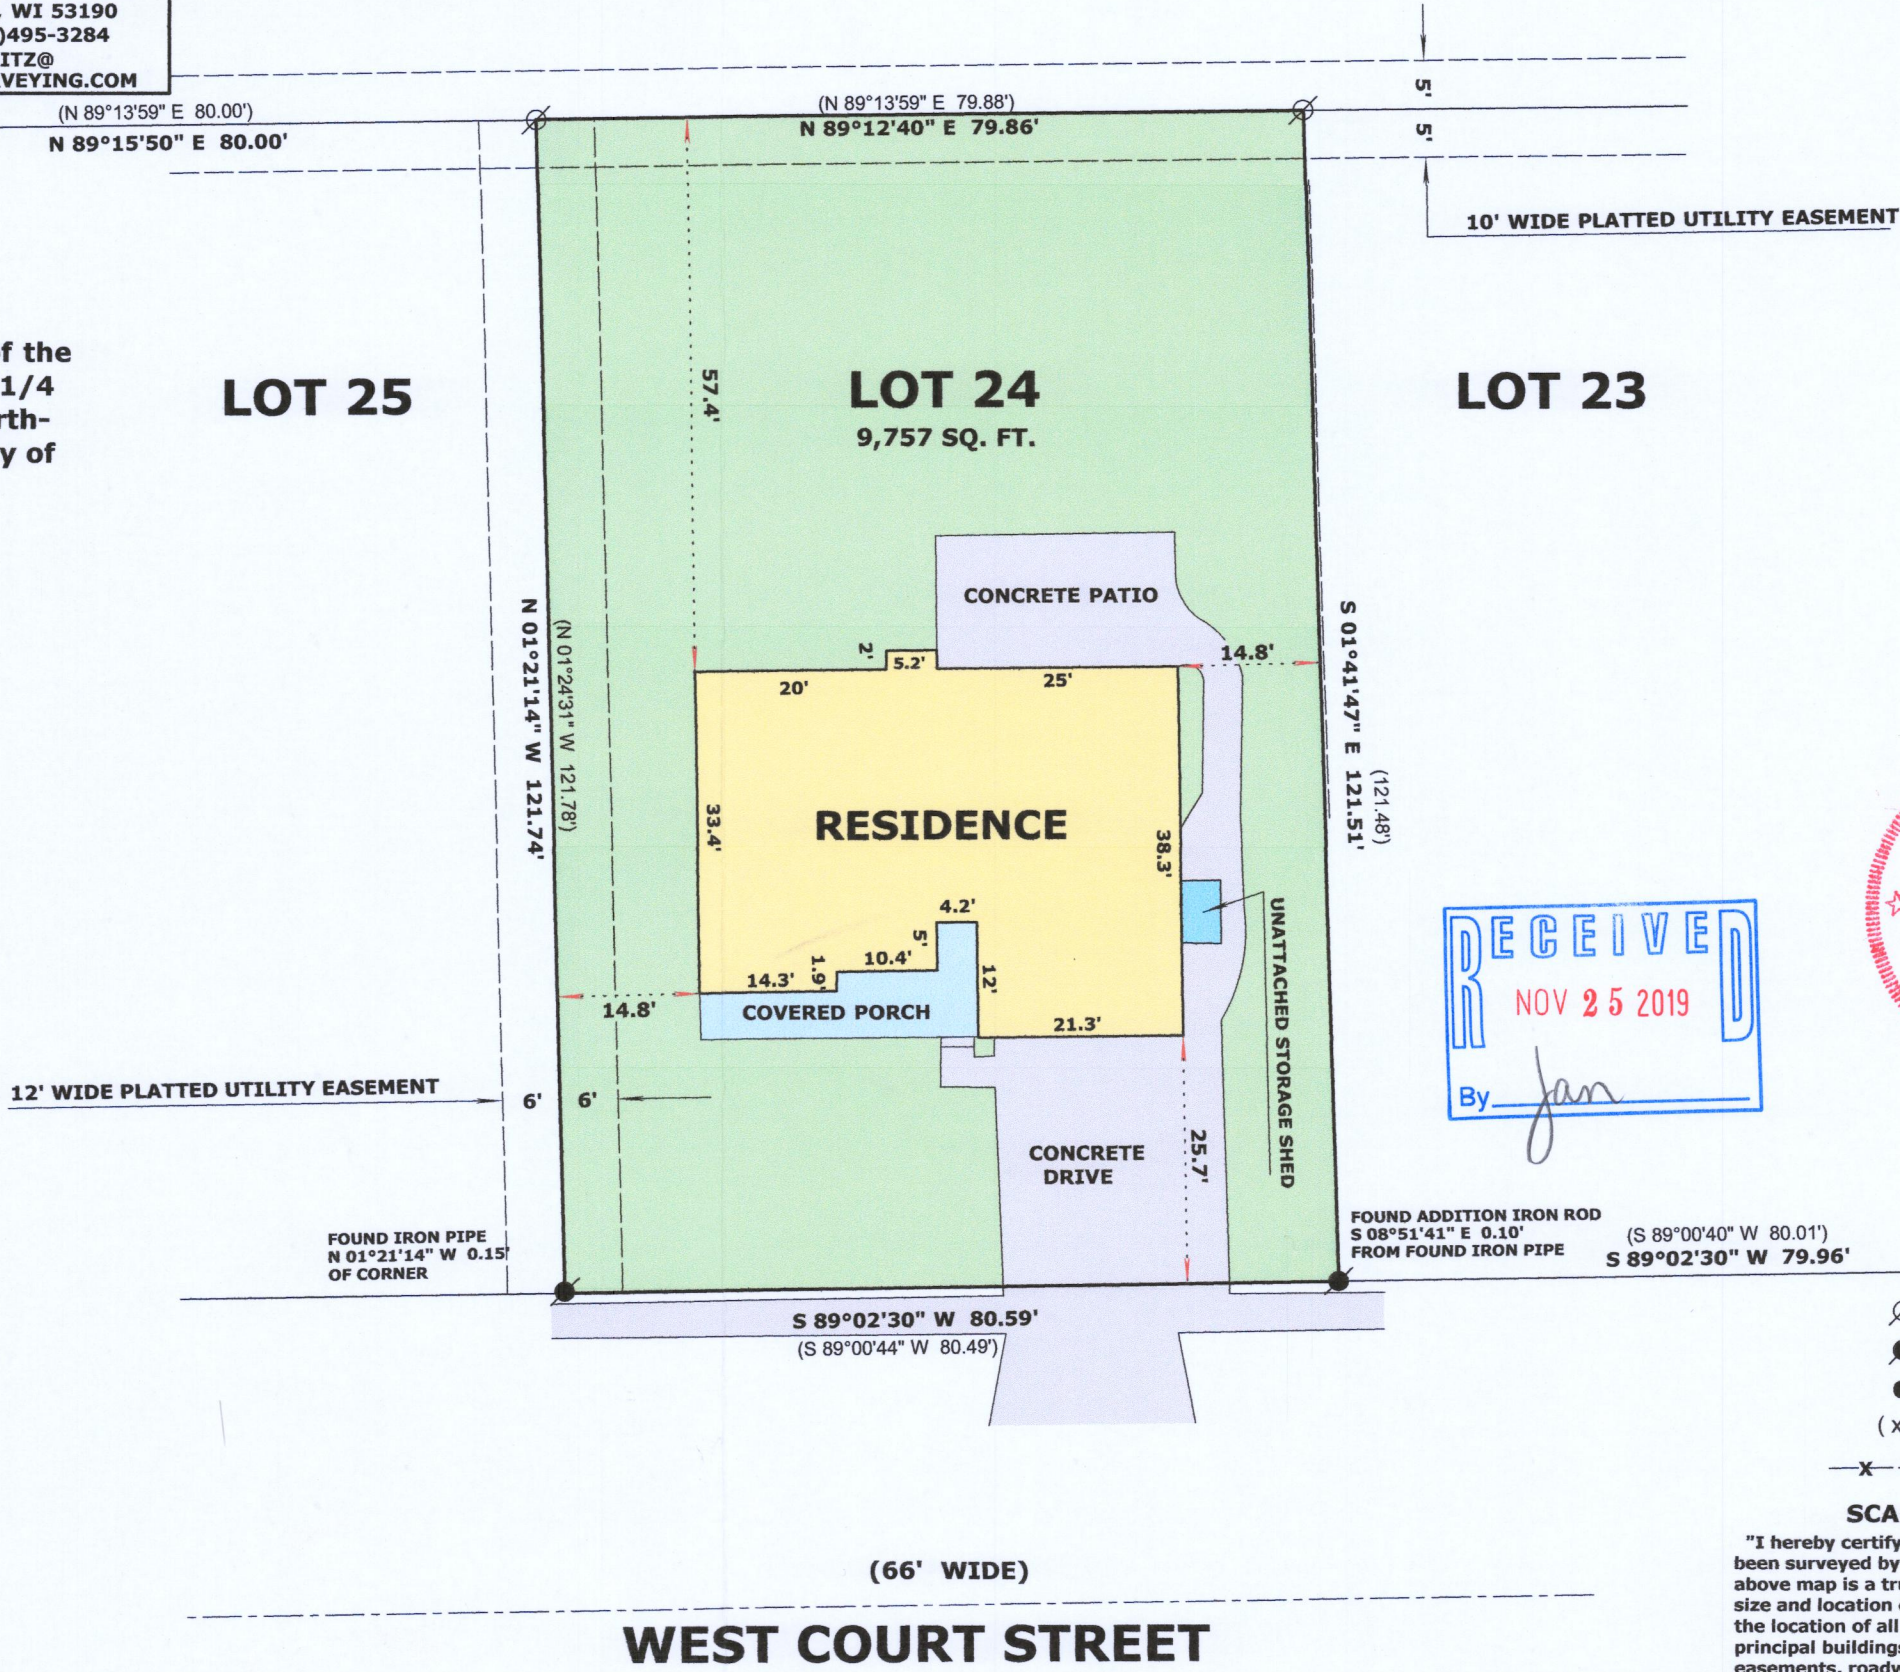 , WI 53190
)495-3284
ITZ@
VEYING.COM
(N 89°13'59" E 80.00')
N 89°15'50" E 80.00'
(N 89°13'59" E 79.88')
N 89°12'40" E 79.86'
5'
5'
10' WIDE PLATTED UTILITY EASEMENT
f the
1/4
rth-
y of
LOT 25
57.4'
LOT 24
9,757 SQ. FT.
LOT 23
CONCRETE PATIO
N 01°21'14" W 121.74'
(N 01°24'31" W 121.78')
2'
5.2'
20'
25'
14.8'
S 01°41'47" E 121.51'
(121.48')
33.4'
RESIDENCE
38.3'
4.2'
5'
10.4'
1.9'
14.3'
12'
COVERED PORCH
14.8'
21.3'
UNATTACHED STORAGE SHED
RECEIVED
NOV 25 2019
By Jan
12' WIDE PLATTED UTILITY EASEMENT
6'
6'
CONCRETE
DRIVE
25.7'
FOUND IRON PIPE
N 01°21'14" W 0.15'
OF CORNER
FOUND ADDITION IRON ROD
S 08°51'41" E 0.10'
FROM FOUND IRON PIPE
(S 89°00'40" W 80.01')
S 89°02'30" W 79.96'
S 89°02'30" W 80.59'
(S 89°00'44" W 80.49')
( x
X
SCA
"I hereby certify
been surveyed by
above map is a tr
size and location
the location of all
principal buildings
easements, roadw
(66' WIDE)
WEST COURT STREET